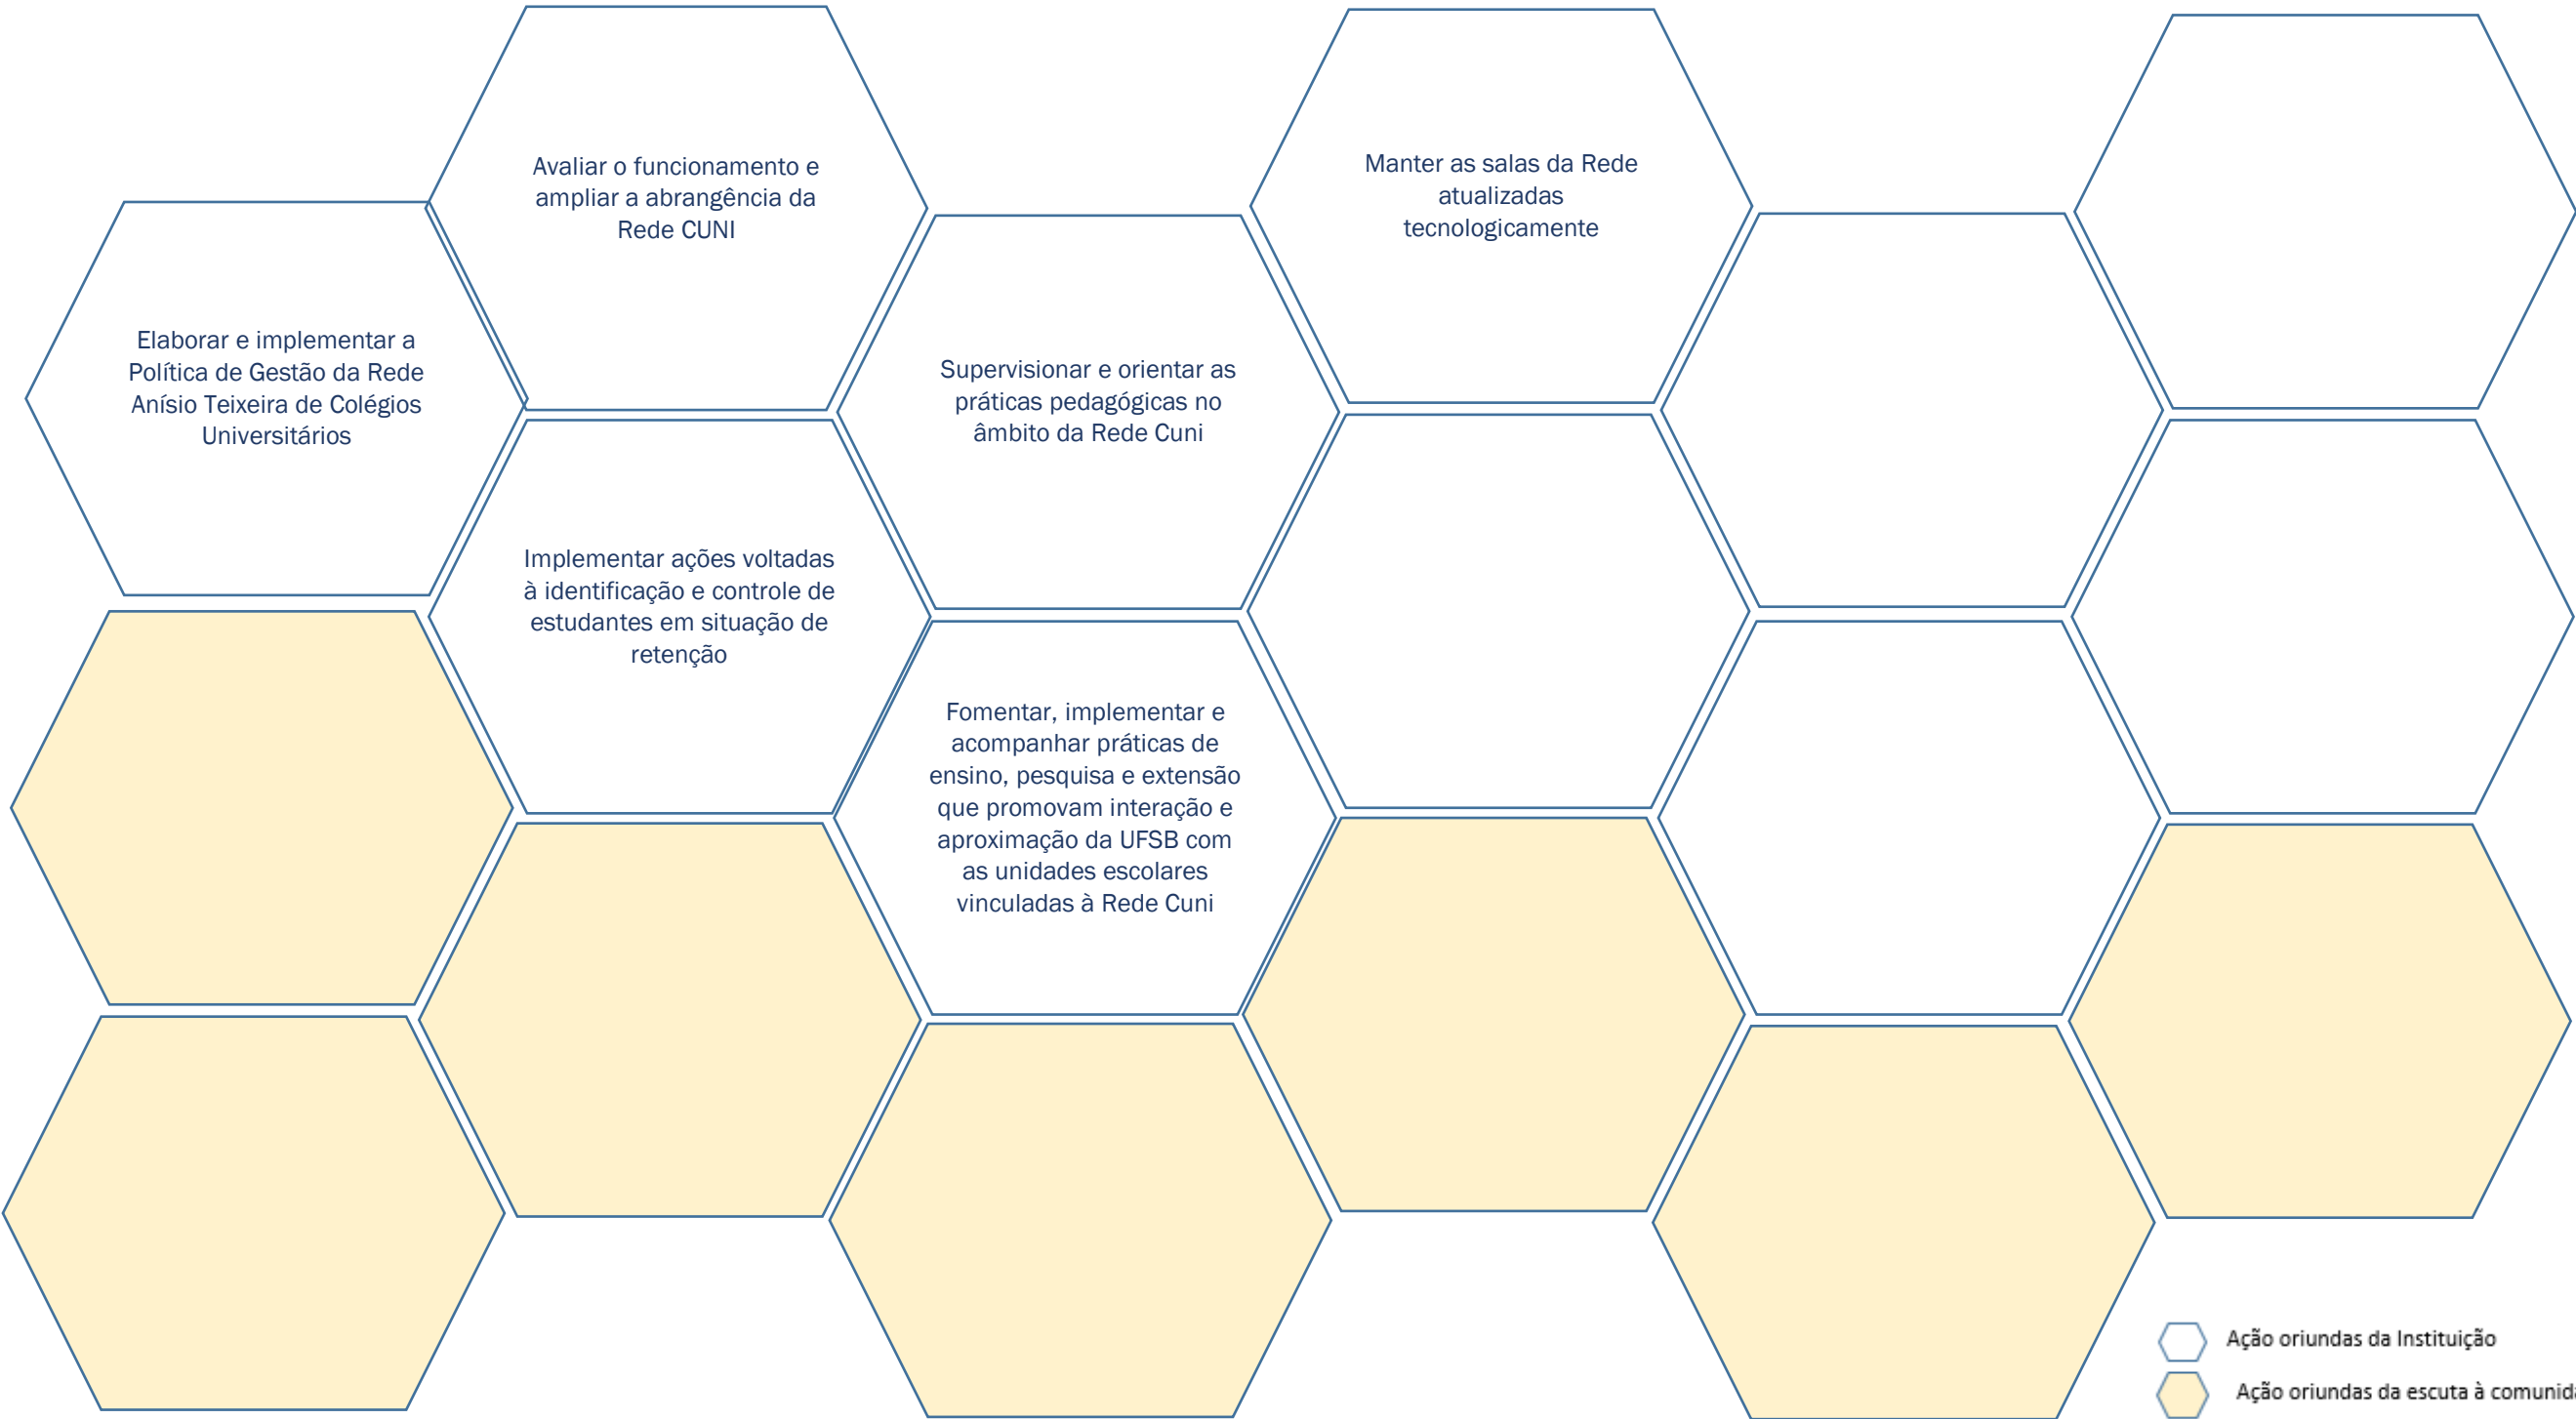 Avaliar o funcionamento e
ampliar a abrangência da
Rede CUNI
Manter as salas da Rede
atualizadas
tecnologicamente
Elaborar e implementar a
Política de Gestão da Rede
Anísio Teixeira de Colégios
Universitários
Supervisionar e orientar as
práticas pedagógicas no
âmbito da Rede Cuni
Implementar ações voltadas
à identificação e controle de
estudantes em situação de
retenção
Fomentar, implementar e
acompanhar práticas de
ensino, pesquisa e extensão
que promovam interação e
aproximação da UFSB com
as unidades escolares
vinculadas à Rede Cuni
Ação oriundas da Instituição
Ação oriundas da escuta à